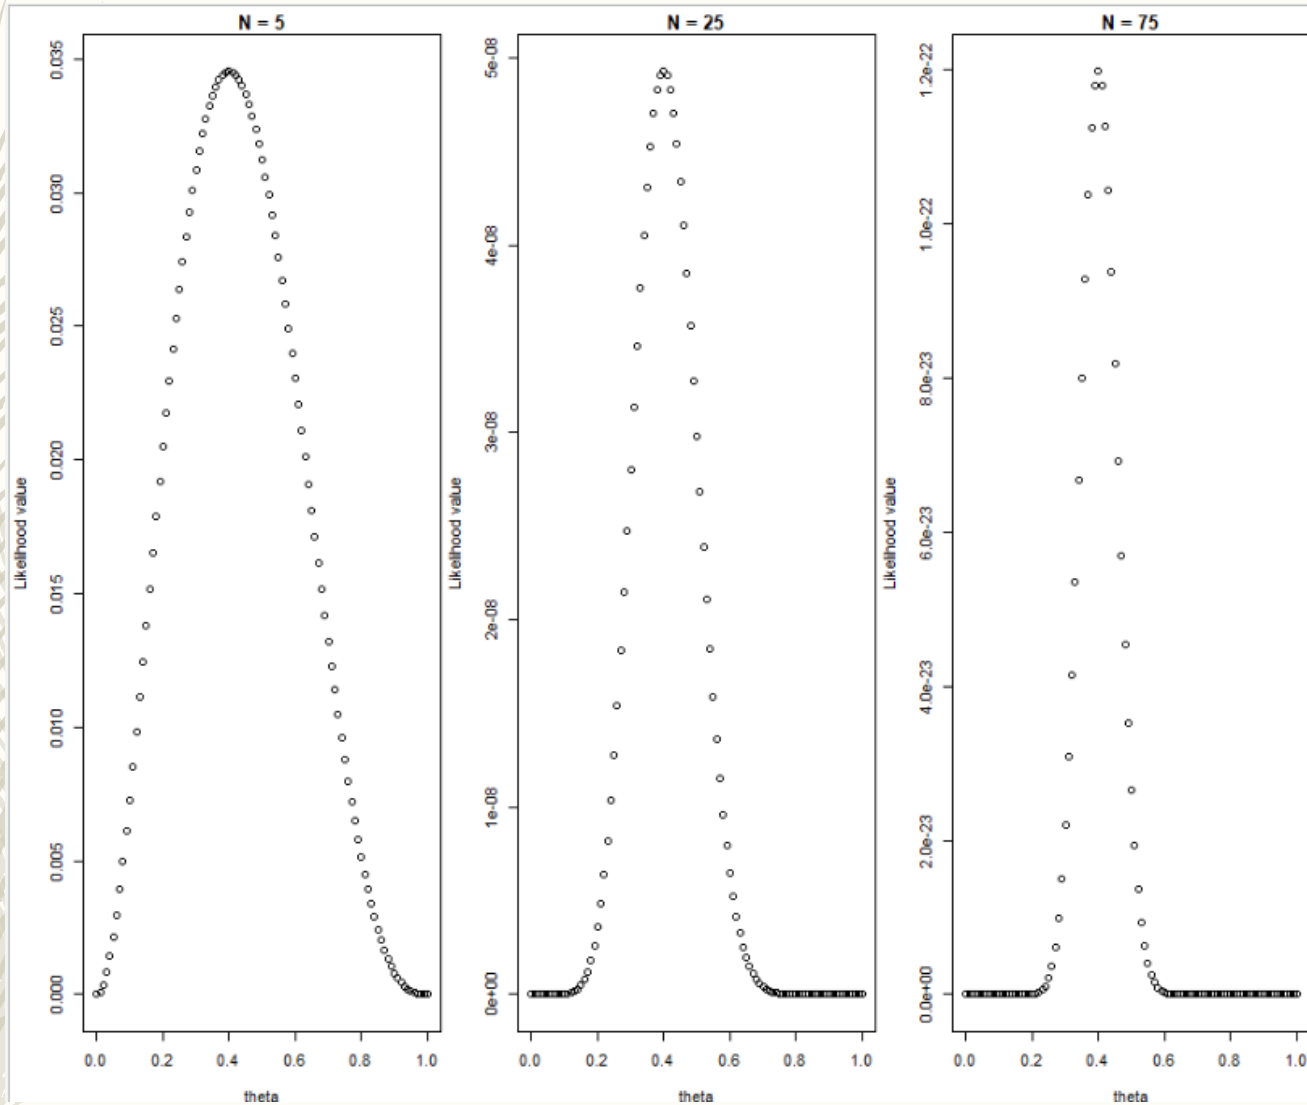 N = 5
0.035
0.030
0.025
0.020
0.015
0.010
0.005
0.000
Likelihood value
0.0 0.2 0.4 0.6 0.8 1.0
theta
N = 25
5e-08
4e-08
3e-08
2e-08
1e-08
0e+00
Likelihood value
0.0 0.2 0.4 0.6 0.8 1.0
theta
N = 75
1.2e-22
1.0e-22
8.0e-23
6.0e-23
4.0e-23
2.0e-23
0.0e+00
Likelihood value
0.0 0.2 0.4 0.6 0.8 1.0
theta